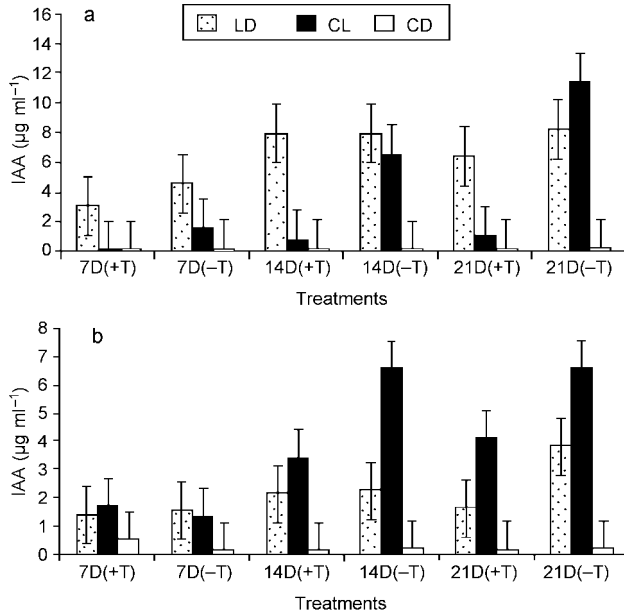 a
LD CL CD
16
14
12
10
8
6
4
2
0
IAA (µg ml⁻¹)
7D(+T) 7D(–T) 14D(+T) 14D(–T) 21D(+T) 21D(–T)
Treatments
b
8
7
6
5
4
3
2
1
0
IAA (µg ml⁻¹)
7D(+T) 7D(–T) 14D(+T) 14D(–T) 21D(+T) 21D(–T)
Treatments